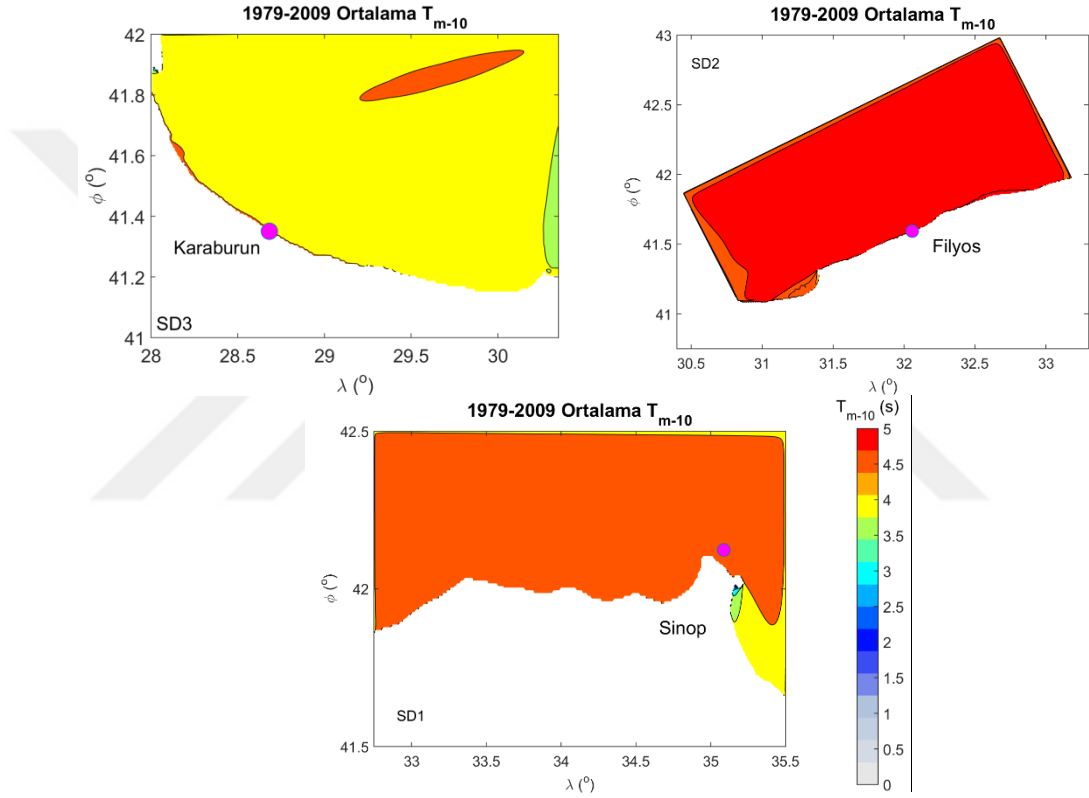 1979-2009 Ortalama T_m-10
42
41.8
41.6
41.4
41.2
41
ϕ (°)
Karaburun
SD3
28
28.5
29
29.5
30
λ (°)
1979-2009 Ortalama T_m-10
43
42.5
42
41.5
41
ϕ (°)
SD2
Filyos
30.5
31
31.5
32
32.5
33
λ (°)
1979-2009 Ortalama T_m-10
42.5
42
41.5
ϕ (°)
Sinop
SD1
33
33.5
34
34.5
35
35.5
λ (°)
T_m-10 (s)
5
4.5
4
3.5
3
2.5
2
1.5
1
0.5
0